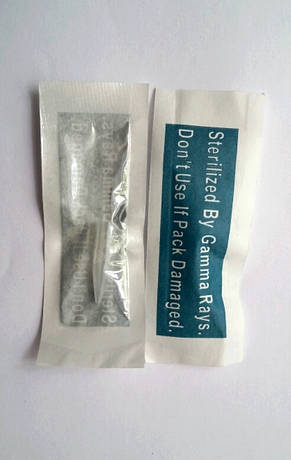 Sterilized By Gamma Rays.
Don't Use If Pack Damaged.